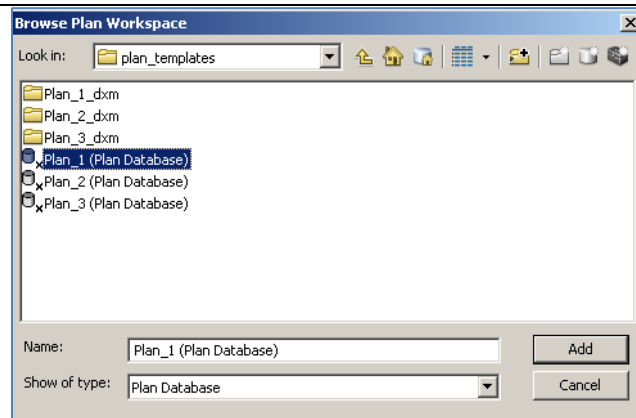 Browse Plan Workspace
Look in: plan_templates
Plan_1_dxm
Plan_2_dxm
Plan_3_dxm
Plan_1 (Plan Database)
Plan_2 (Plan Database)
Plan_3 (Plan Database)
Name: Plan_1 (Plan Database) Add
Show of type: Plan Database Cancel